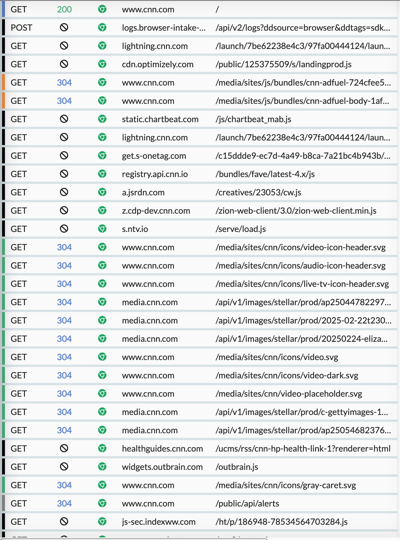 GET 200 www.cnn.com /
POST logs.browser-intake-... /api/v2/logs?ddsource=browser&ddtags=sdk...
GET lightning.cnn.com /launch/7be62238e4c3/97fa00444124/laun...
GET cdn.optimizely.com /public/125375509/s/landingprod.js
GET 304 www.cnn.com /media/sites/js/bundles/cnn-adfuel-724cfee5...
GET 304 www.cnn.com /media/sites/js/bundles/cnn-adfuel-body-1af...
GET static.chartbeat.com /js/chartbeat_mab.js
GET lightning.cnn.com /launch/7be62238e4c3/97fa00444124/laun...
GET get.s-onetag.com /c15ddde9-ec7d-4a49-b8ca-7a21bc4b943b/...
GET registry.api.cnn.io /bundles/fave/latest-4.x/js
GET a.jsrdn.com /creatives/23053/cw.js
GET z.cdp-dev.cnn.com /zion-web-client/3.0/zion-web-client.min.js
GET s.ntv.io /serve/load.js
GET 304 www.cnn.com /media/sites/cnn/icons/video-icon-header.svg
GET 304 www.cnn.com /media/sites/cnn/icons/audio-icon-header.svg
GET 304 www.cnn.com /media/sites/cnn/icons/live-tv-icon-header.svg
GET 304 media.cnn.com /api/v1/images/stellar/prod/ap25044782297...
GET 304 media.cnn.com /api/v1/images/stellar/prod/2025-02-22t230...
GET 304 media.cnn.com /api/v1/images/stellar/prod/20250224-eliza...
GET 304 www.cnn.com /media/sites/cnn/icons/video.svg
GET 304 www.cnn.com /media/sites/cnn/icons/video-dark.svg
GET 304 www.cnn.com /media/sites/cnn/video-placeholder.svg
GET 304 media.cnn.com /api/v1/images/stellar/prod/c-gettyimages-1...
GET 304 media.cnn.com /api/v1/images/stellar/prod/ap25054682376...
GET healthguides.cnn.com /ucms/rss/cnn-hp-health-link-1?renderer=html
GET widgets.outbrain.com /outbrain.js
GET 304 www.cnn.com /media/sites/cnn/icons/gray-caret.svg
GET 304 www.cnn.com /public/api/alerts
GET js-sec.indexww.com /ht/p/186948-78534564703284.js